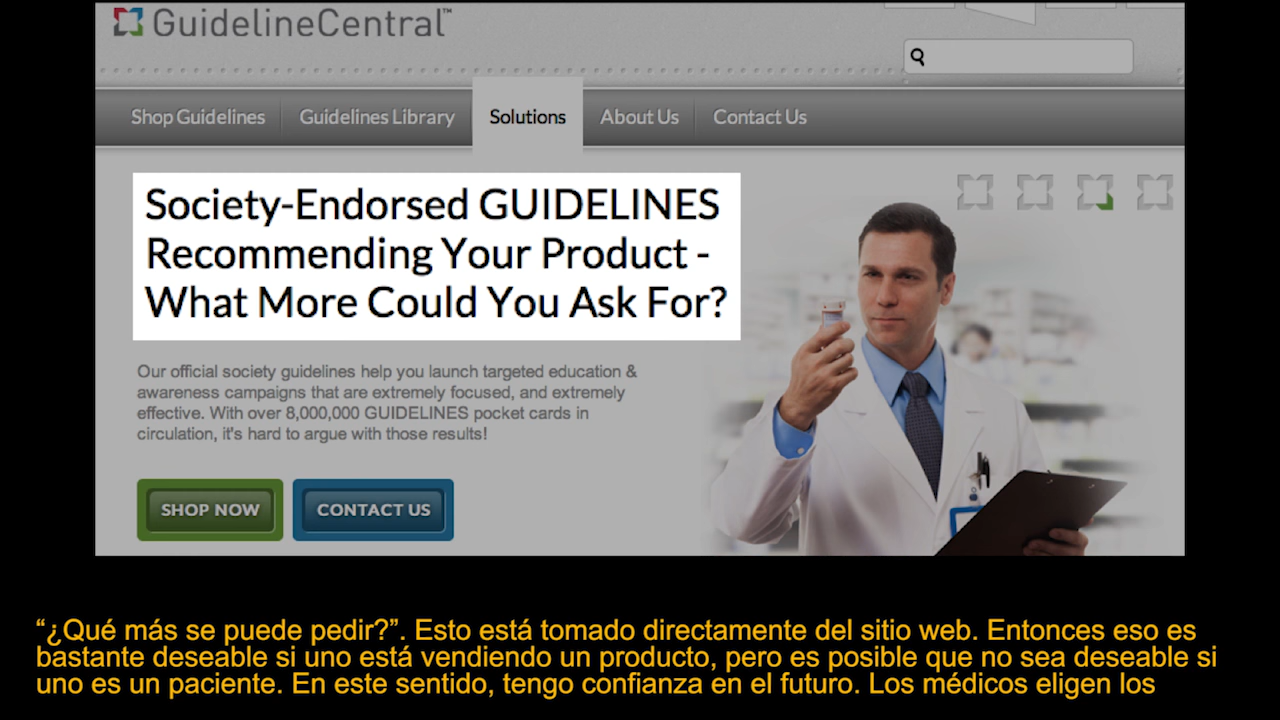 GuidelineCentral™
Shop Guidelines
Guidelines Library
Solutions
About Us
Contact Us
Society-Endorsed GUIDELINES
Recommending Your Product -
What More Could You Ask For?
Our official society guidelines help you launch targeted education &
awareness campaigns that are extremely focused, and extremely
effective. With over 8,000,000 GUIDELINES pocket cards in
circulation, it's hard to argue with those results!
SHOP NOW
CONTACT US
“¿Qué más se puede pedir?”. Esto está tomado directamente del sitio web. Entonces eso es
bastante deseable si uno está vendiendo un producto, pero es posible que no sea deseable si
uno es un paciente. En este sentido, tengo confianza en el futuro. Los médicos eligen los